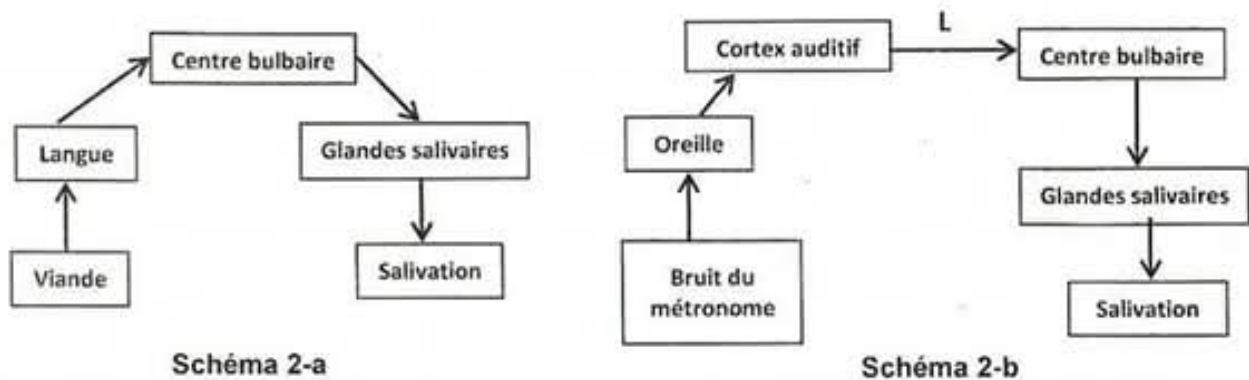 Centre bulbaire
Langue
Glandes salivaires
Viande
Salivation
Schéma 2-a
L
Cortex auditif
Centre bulbaire
Oreille
Glandes salivaires
Bruit du
métronome
Salivation
Schéma 2-b